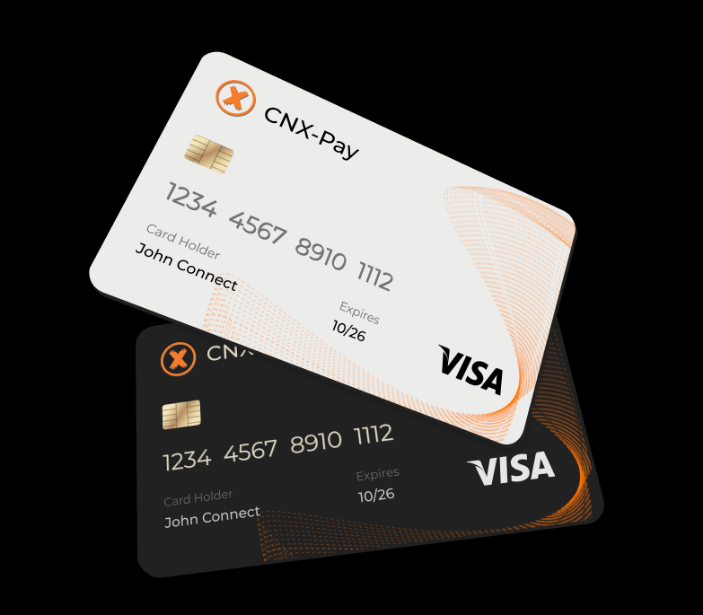 CNX-Pay
1234 4567 8910 1112
Card Holder
John Connect
Expires
10/26
VISA
CNX-
1234 4567 8910 1112
Card Holder
John Connect
Expires
10/26
VISA